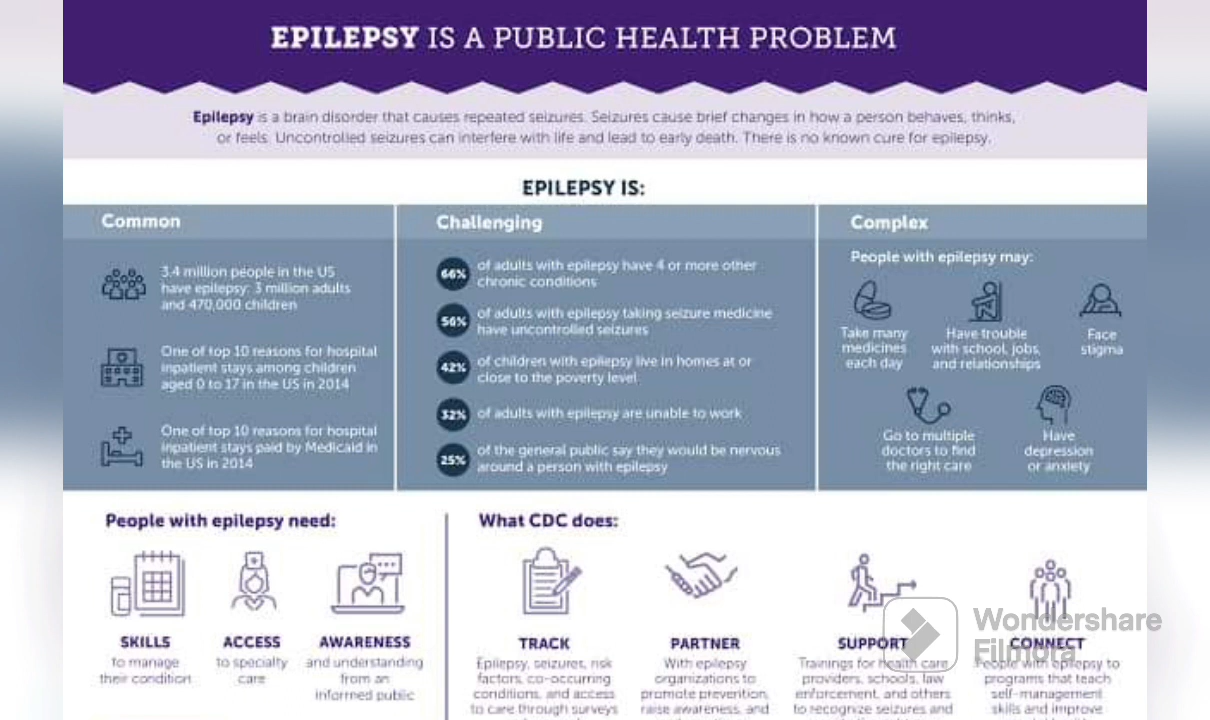 EPILEPSY IS A PUBLIC HEALTH PROBLEM
Epilepsy is a brain disorder that causes repeated seizures. Seizures cause brief changes in how a person behaves, thinks,
or feels. Uncontrolled seizures can interfere with life and lead to early death. There is no known cure for epilepsy.
EPILEPSY IS:
Common
3.4 million people in the US
have epilepsy: 3 million adults
and 470,000 children
One of top 10 reasons for hospital
inpatient stays among children
aged 0 to 17 in the US in 2014
One of top 10 reasons for hospital
inpatient stays paid by Medicaid in
the US in 2014
Challenging
66% of adults with epilepsy have 4 or more other
chronic conditions
56% of adults with epilepsy taking seizure medicine
have uncontrolled seizures
42% of children with epilepsy live in homes at or
close to the poverty level
32% of adults with epilepsy are unable to work
25% of the general public say they would be nervous
around a person with epilepsy
Complex
People with epilepsy may:
Take many
medicines
each day
Have trouble
with school, jobs,
and relationships
Face
stigma
Go to multiple
doctors to find
the right care
Have
depression
or anxiety
People with epilepsy need:
SKILLS
to manage
their condition
ACCESS
to specialty
care
AWARENESS
and understanding
from an
informed public
What CDC does:
TRACK
Epilepsy, seizures, risk
factors, co-occurring
conditions, and access
to care through surveys
PARTNER
With epilepsy
organizations to
promote prevention,
raise awareness, and
SUPPORT
Trainings for health care
providers, schools, law
enforcement, and others
to recognize seizures and
CONNECT
People with epilepsy to
programs that teach
self-management
skills and improve
Wondershare
Filmora